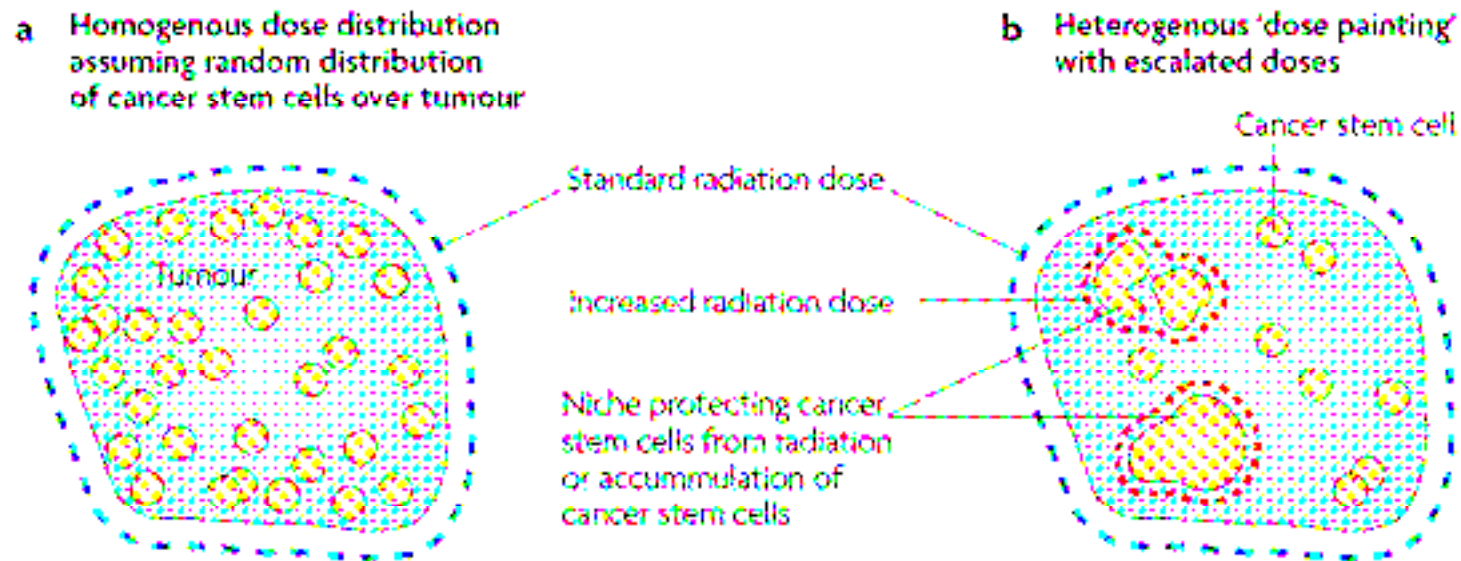 a Homogenous dose distribution
assuming random distribution
of cancer stem cells over tumour
b Heterogenous 'dose painting'
with escalated doses
Cancer stem cell
Standard radiation dose
Tumour
Increased radiation dose
Niche protecting cancer
stem cells from radiation
or accumulation of
cancer stem cells